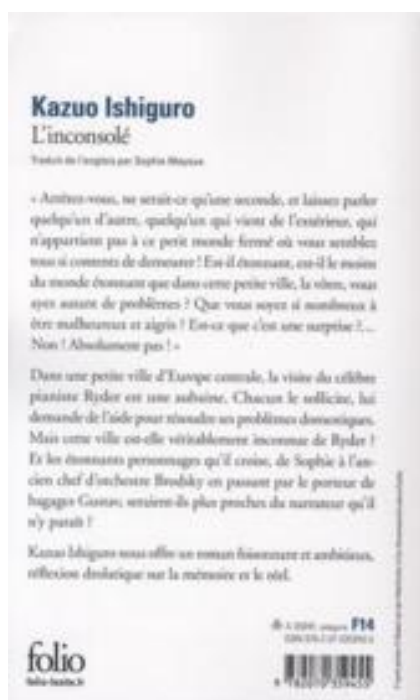 Kazuo Ishiguro
L'inconsolé
Traduit de l'anglais par Sophie Mayoux
« Arrêtez-vous, ne serait-ce qu'une seconde, et laissez parler
quelqu'un d'autre, quelqu'un qui vient de l'extérieur, qui
n'appartient pas à ce petit monde fermé où vous semblez
tous si contents de demeurer ! Est-il étonnant, est-il le moins
du monde étonnant que dans cette petite ville, la vôtre, vous
ayez autant de problèmes ? Que vous soyez si nombreux à
être malheureux et aigris ? Est-ce que c'est une surprise ?...
Non ! Absolument pas ! »
Dans une petite ville d'Europe centrale, la visite du célèbre
pianiste Ryder est une aubaine. Chacun le sollicite, lui
demande de l'aide pour résoudre ses problèmes domestiques.
Mais cette ville est-elle véritablement inconnue de Ryder ?
Et les étonnants personnages qu'il croise, de Sophie à l'an-
cien chef d'orchestre Brodsky en passant par le porteur de
bagages Gustav, seraient-ils plus proches du narrateur qu'il
n'y paraît ?
Kazuo Ishiguro nous offre un roman foisonnant et ambitieux,
réflexion drolatique sur la mémoire et le réel.
F14
folio
folio-lesite.fr